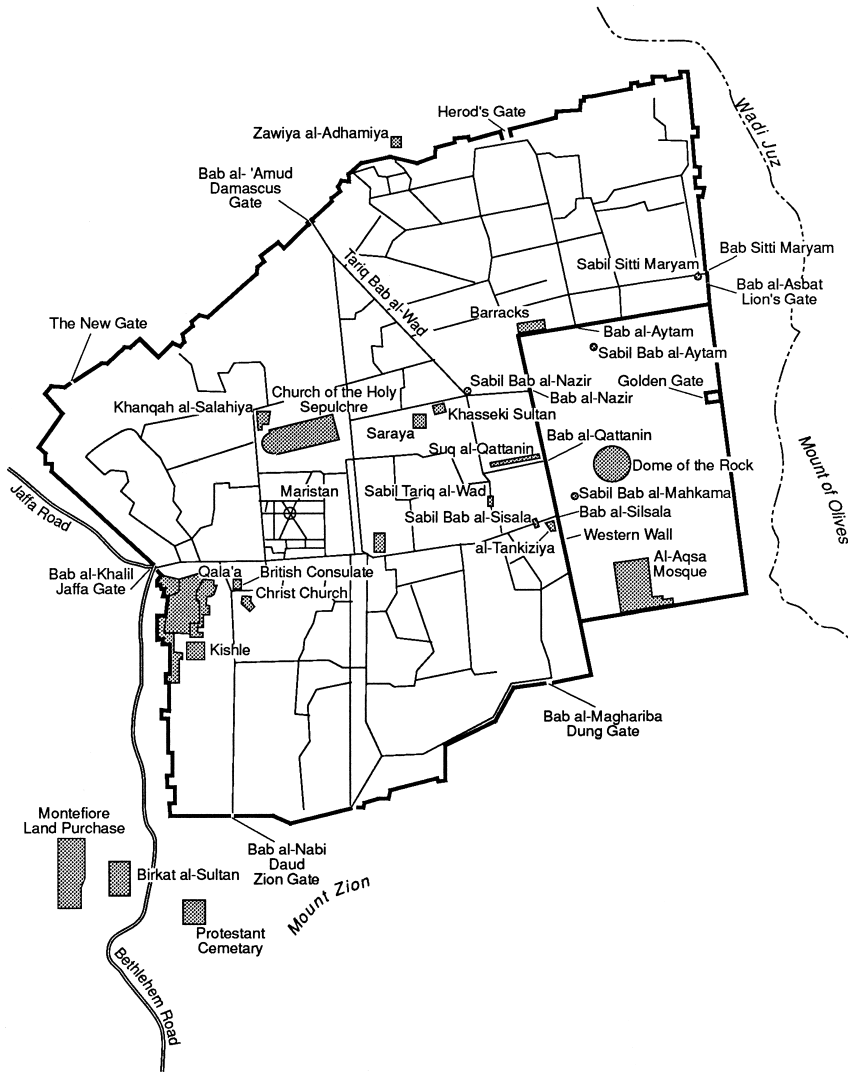 Herod's Gate
Zawiya al-Adhamiya
Wadi Juz
Bab al- 'Amud
Damascus
Gate
Tariq Bab al-Wad
Sabil Sitti Maryam
Bab Sitti Maryam
Bab al-Asbat
Lion's Gate
Barracks
The New Gate
Bab al-Aytam
Sabil Bab al-Aytam
Sabil Bab al-Nazir
Golden Gate
Church of the Holy
Sepulchre
Khanqah al-Salahiya
Bab al-Nazir
Khasseki Sultan
Saraya
Bab al-Qattanin
Suq al-Qattanin
Dome of the Rock
Mount of Olives
Jaffa Road
Maristan
Sabil Tariq al-Wad
Sabil Bab al-Mahkama
Sabil Bab al-Sisala
Bab al-Silsala
Western Wall
al-Tankiziya
Al-Aqsa
Mosque
Bab al-Khalil
Jaffa Gate
Qala'a
British Consulate
Christ Church
Kishle
Bab al-Maghariba
Dung Gate
Montefiore
Land Purchase
Bab al-Nabi
Daud
Zion Gate
Birkat al-Sultan
Mount Zion
Protestant
Cemetary
Bethlehem Road